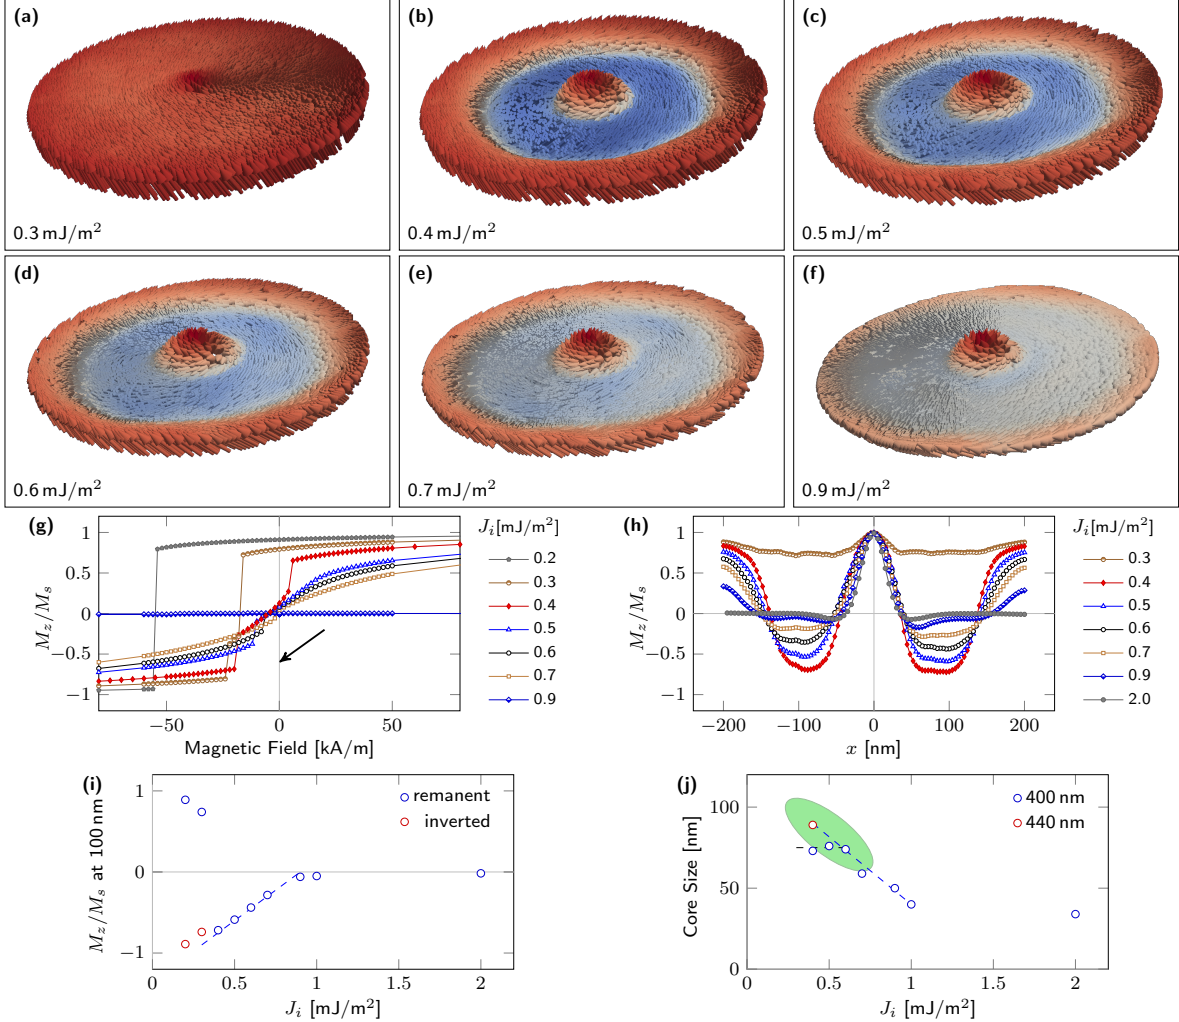 (a)
0.3 mJ/m²
(b)
0.4 mJ/m²
(c)
0.5 mJ/m²
(d)
0.6 mJ/m²
(e)
0.7 mJ/m²
(f)
0.9 mJ/m²
(g)
M_z/M_s
1
0.5
0
−0.5
−1
−50
0
50
Magnetic Field [kA/m]
J_i[mJ/m²]
0.2
0.3
0.4
0.5
0.6
0.7
0.9
(h)
M_z/M_s
1
0.5
0
−0.5
−1
−200
−100
0
100
200
x [nm]
J_i[mJ/m²]
0.3
0.4
0.5
0.6
0.7
0.9
2.0
(i)
M_z/M_s at 100 nm
1
0
−1
0
0.5
1
1.5
2
J_i [mJ/m²]
remanent
inverted
(j)
Core Size [nm]
100
50
0
0
0.5
1
1.5
2
J_i [mJ/m²]
400 nm
440 nm